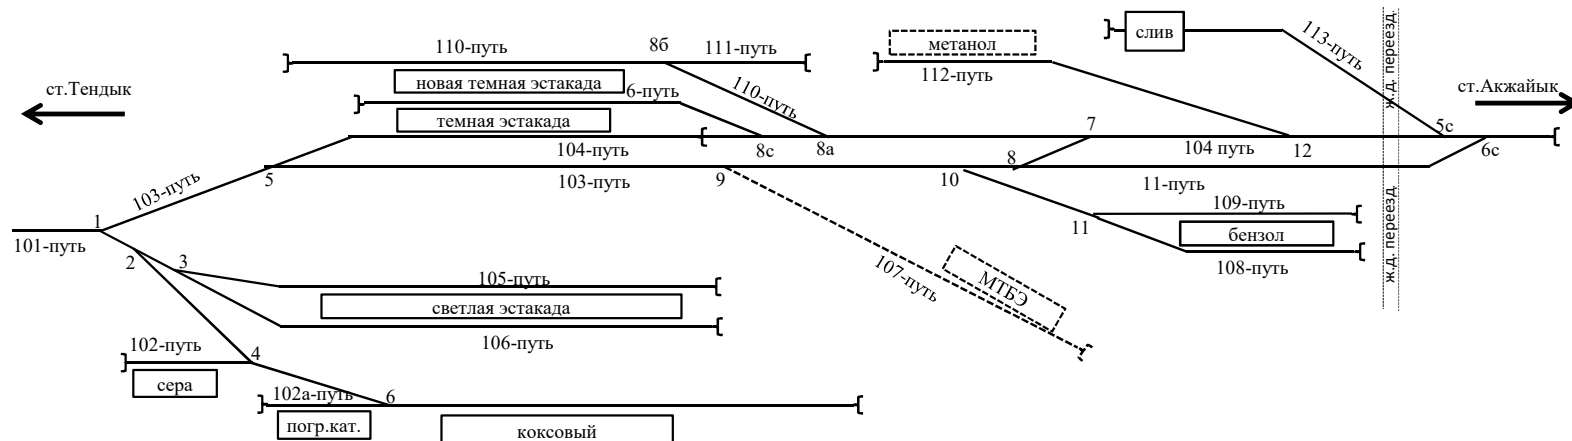 110-путь
8б
111-путь
метанол
слив
113-путь
ж.д. переезд.
ст.Тендык
новая темная эстакада
110-путь
112-путь
ст.Акжайык
6-путь
темная эстакада
7
5с
104-путь
8с
8а
104 путь
12
6с
103-путь
5
103-путь
9
10
8
11-путь
109-путь
1
101-путь
11
бензол
ж.д. переезд.
2
3
108-путь
105-путь
107-путь
МТБЭ
светлая эстакада
106-путь
102-путь
4
сера
102а-путь
6
погр.кат.
коксовый